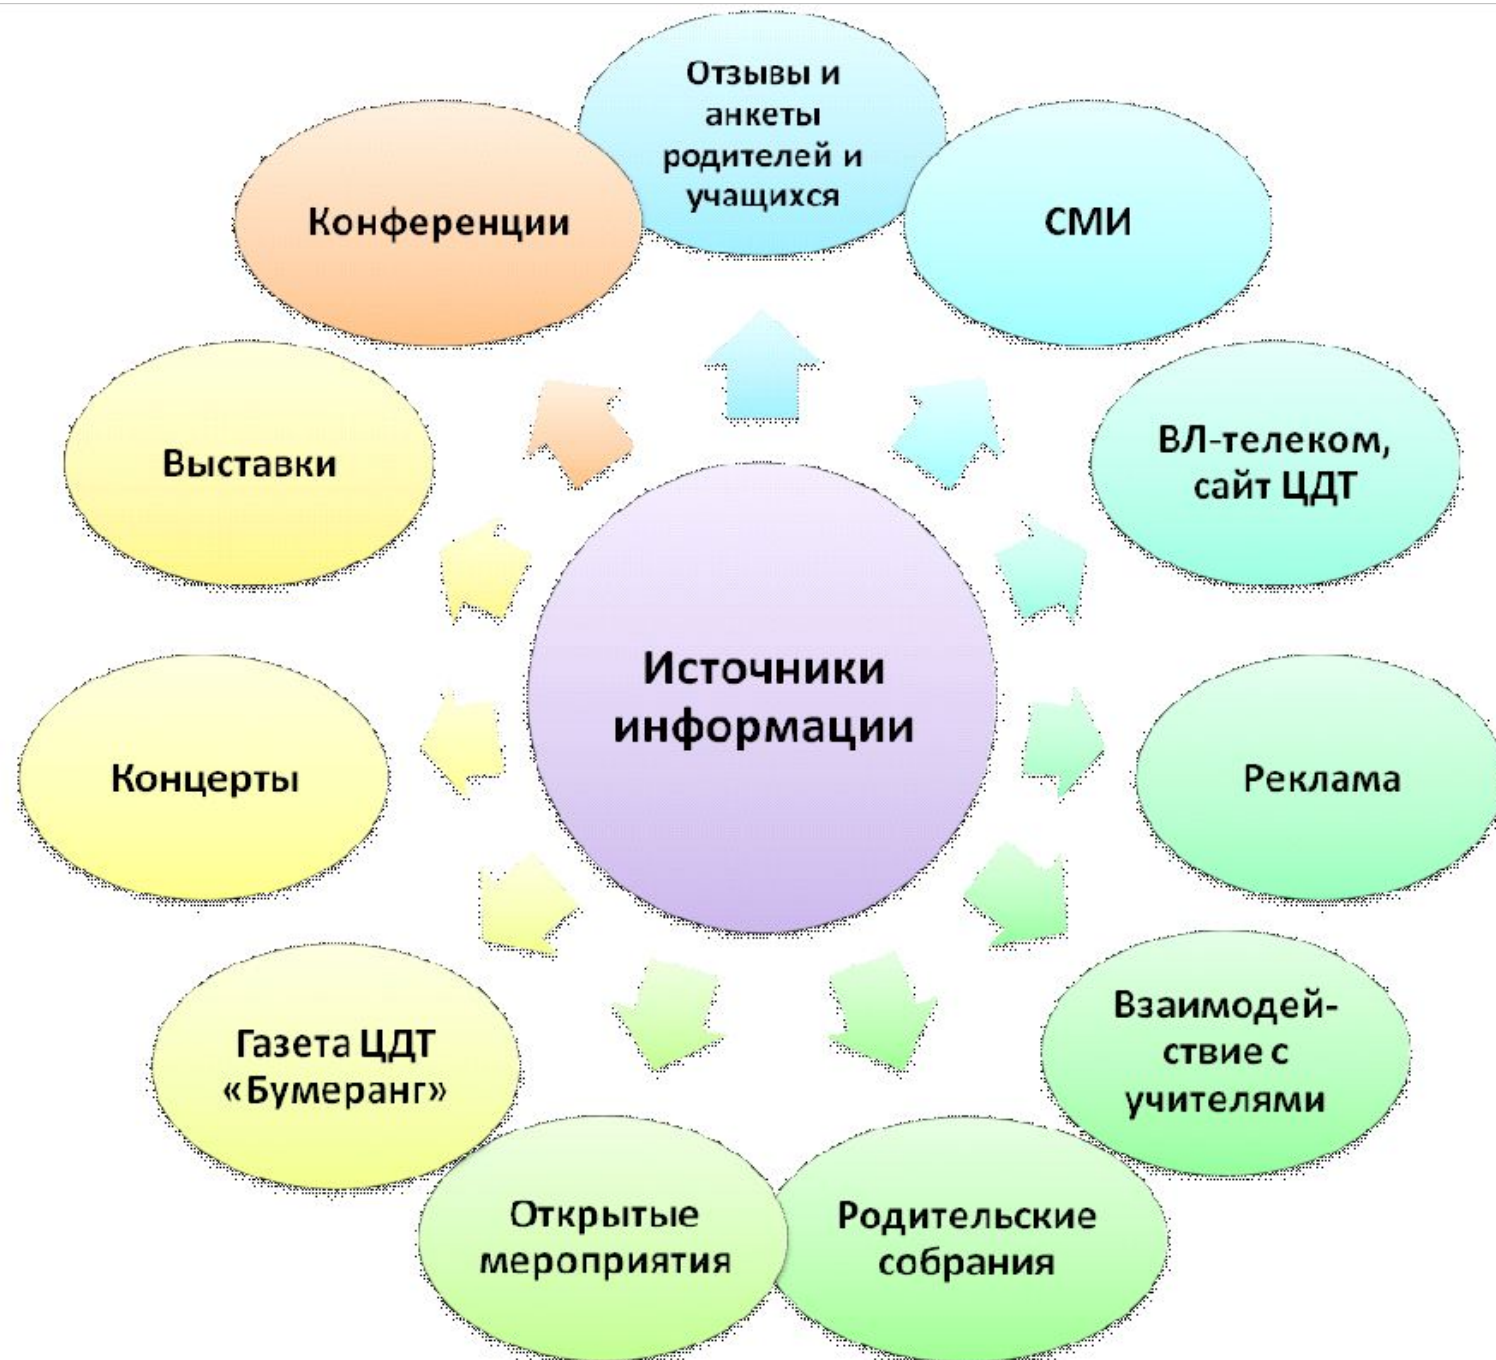 Отзывы и
анкеты
родителей и
учащихся
СМИ
ВЛ-телеком,
сайт ЦДТ
Реклама
Взаимодей-
ствие с
учителями
Родительские
собрания
Открытые
мероприятия
Газета ЦДТ
«Бумеранг»
Концерты
Выставки
Конференции
Источники
информации